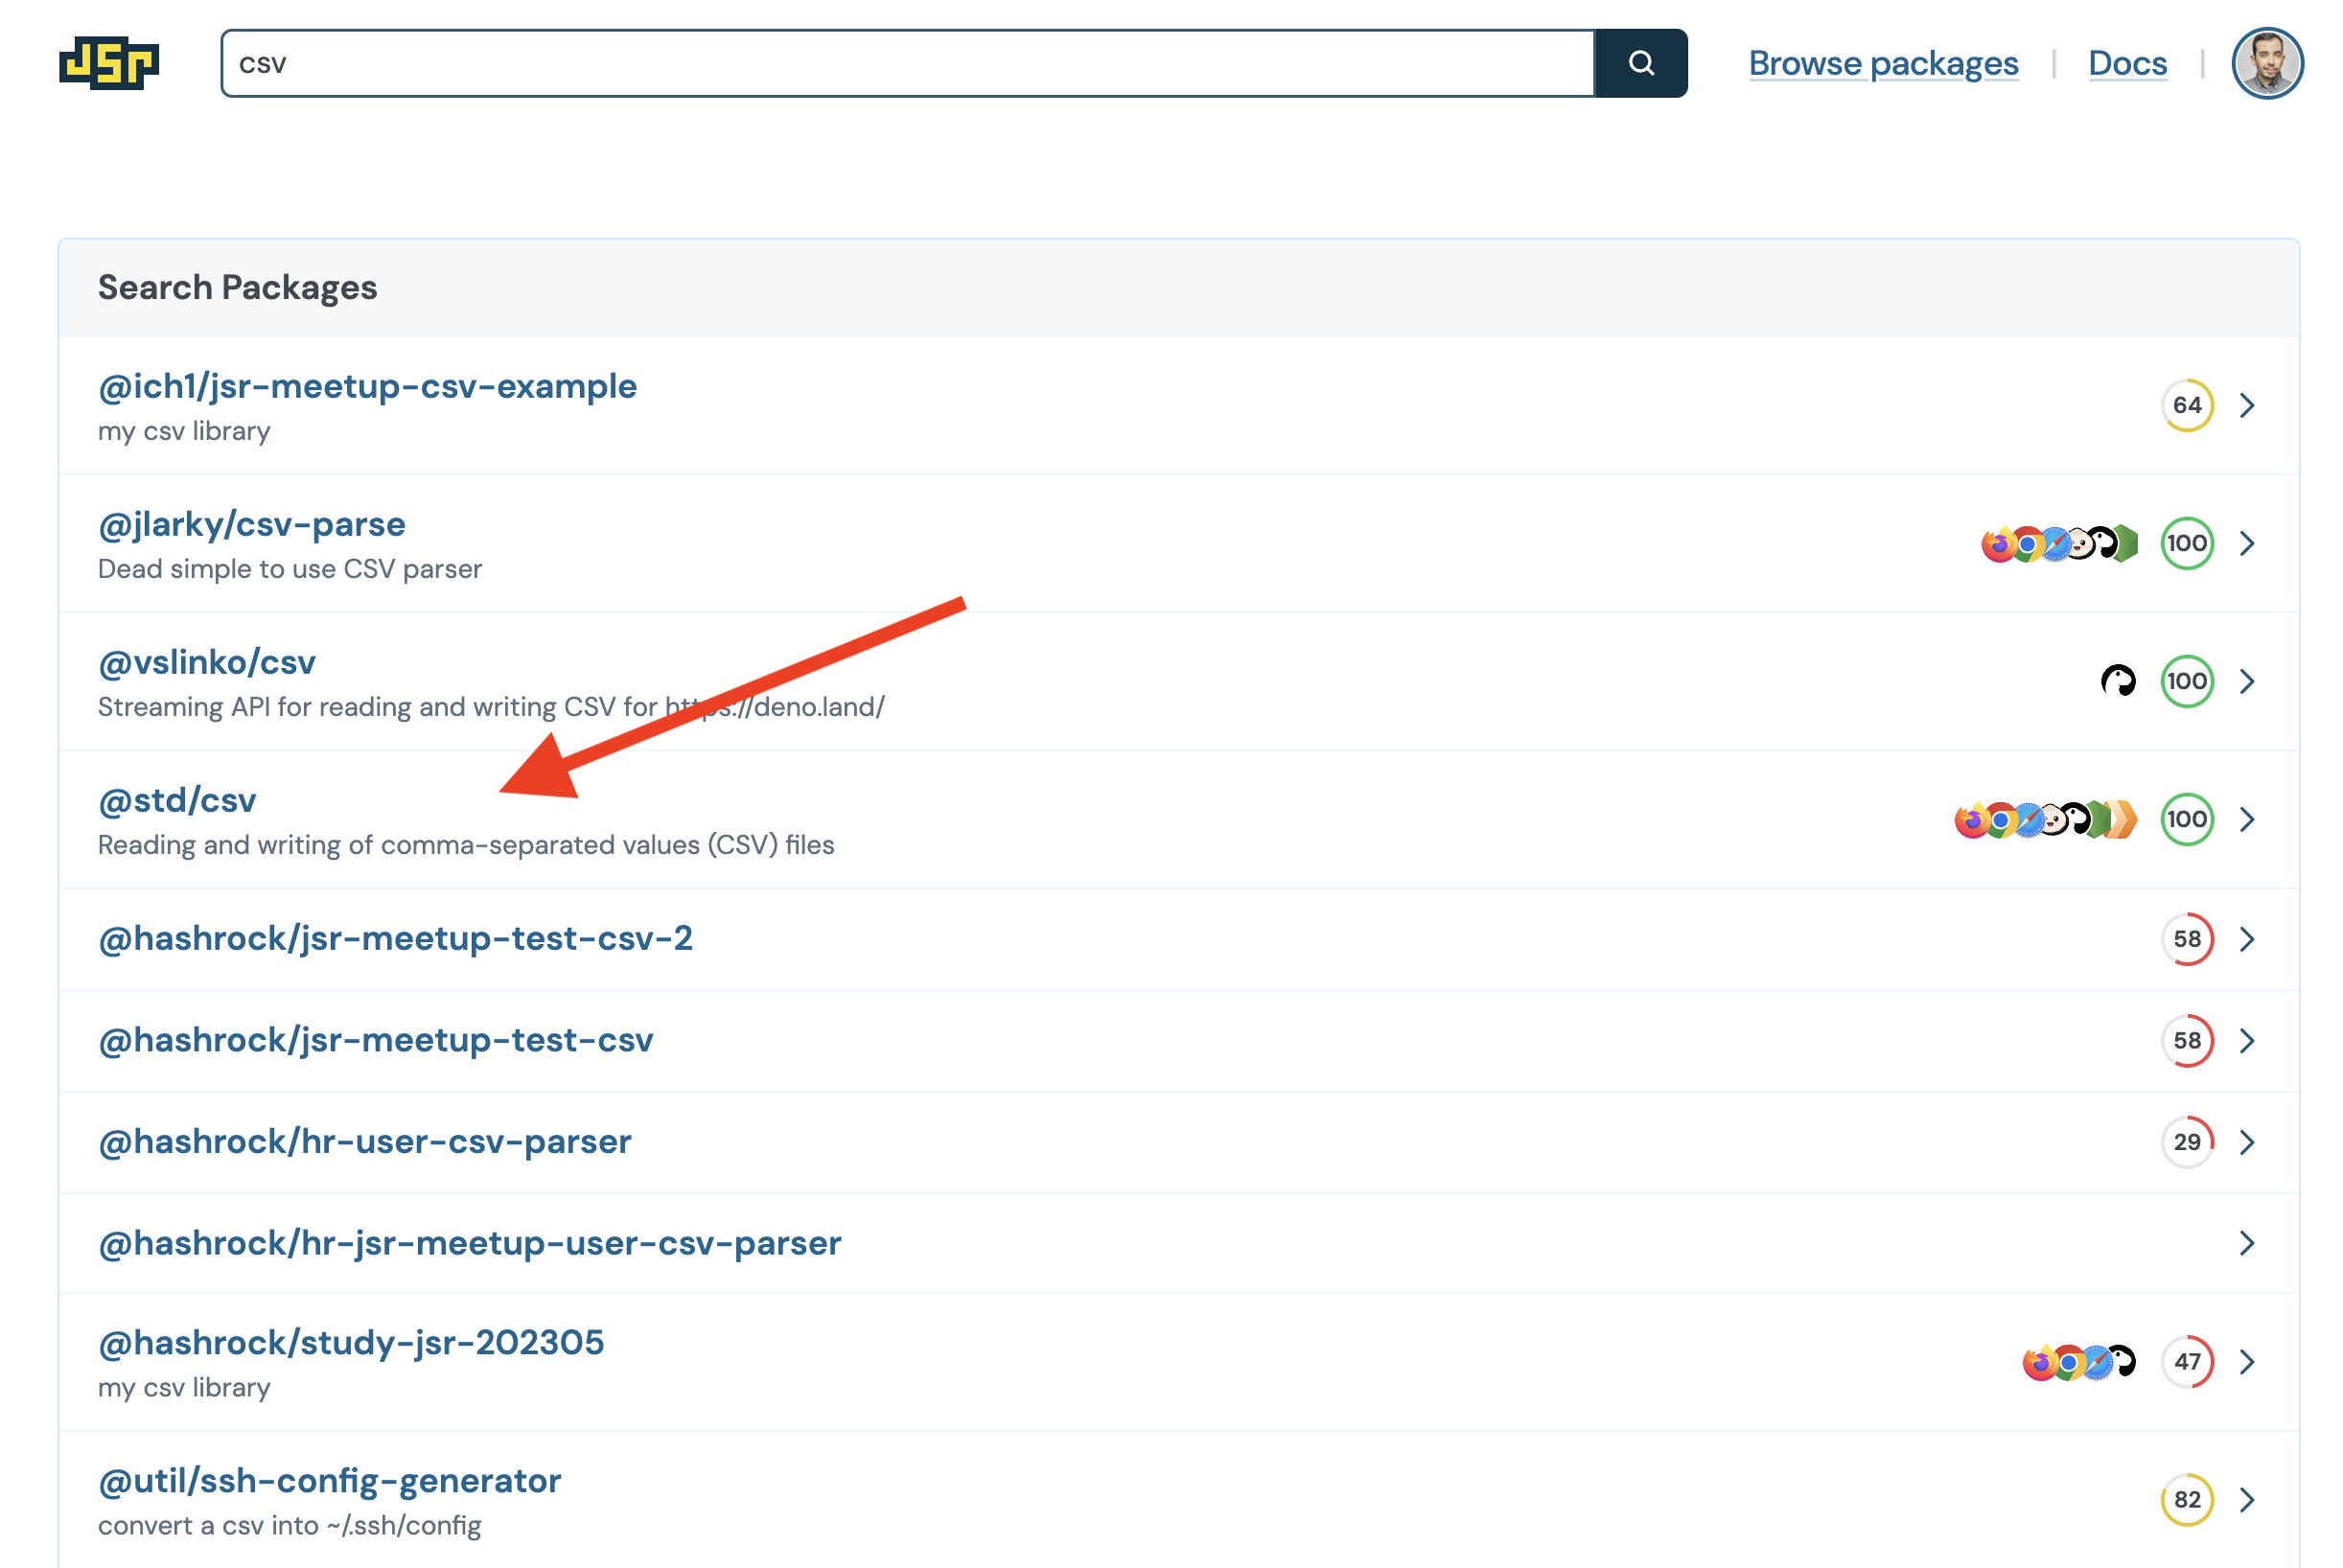 JSR
csv
Browse packages | Docs |
Search Packages
@ich1/jsr-meetup-csv-example
my csv library
64
@jlarky/csv-parse
Dead simple to use CSV parser
100
@vslinko/csv
Streaming API for reading and writing CSV for https://deno.land/
100
@std/csv
Reading and writing of comma-separated values (CSV) files
100
@hashrock/jsr-meetup-test-csv-2
58
@hashrock/jsr-meetup-test-csv
58
@hashrock/hr-user-csv-parser
29
@hashrock/hr-jsr-meetup-user-csv-parser
@hashrock/study-jsr-202305
my csv library
47
@util/ssh-config-generator
convert a csv into ~/.ssh/config
82